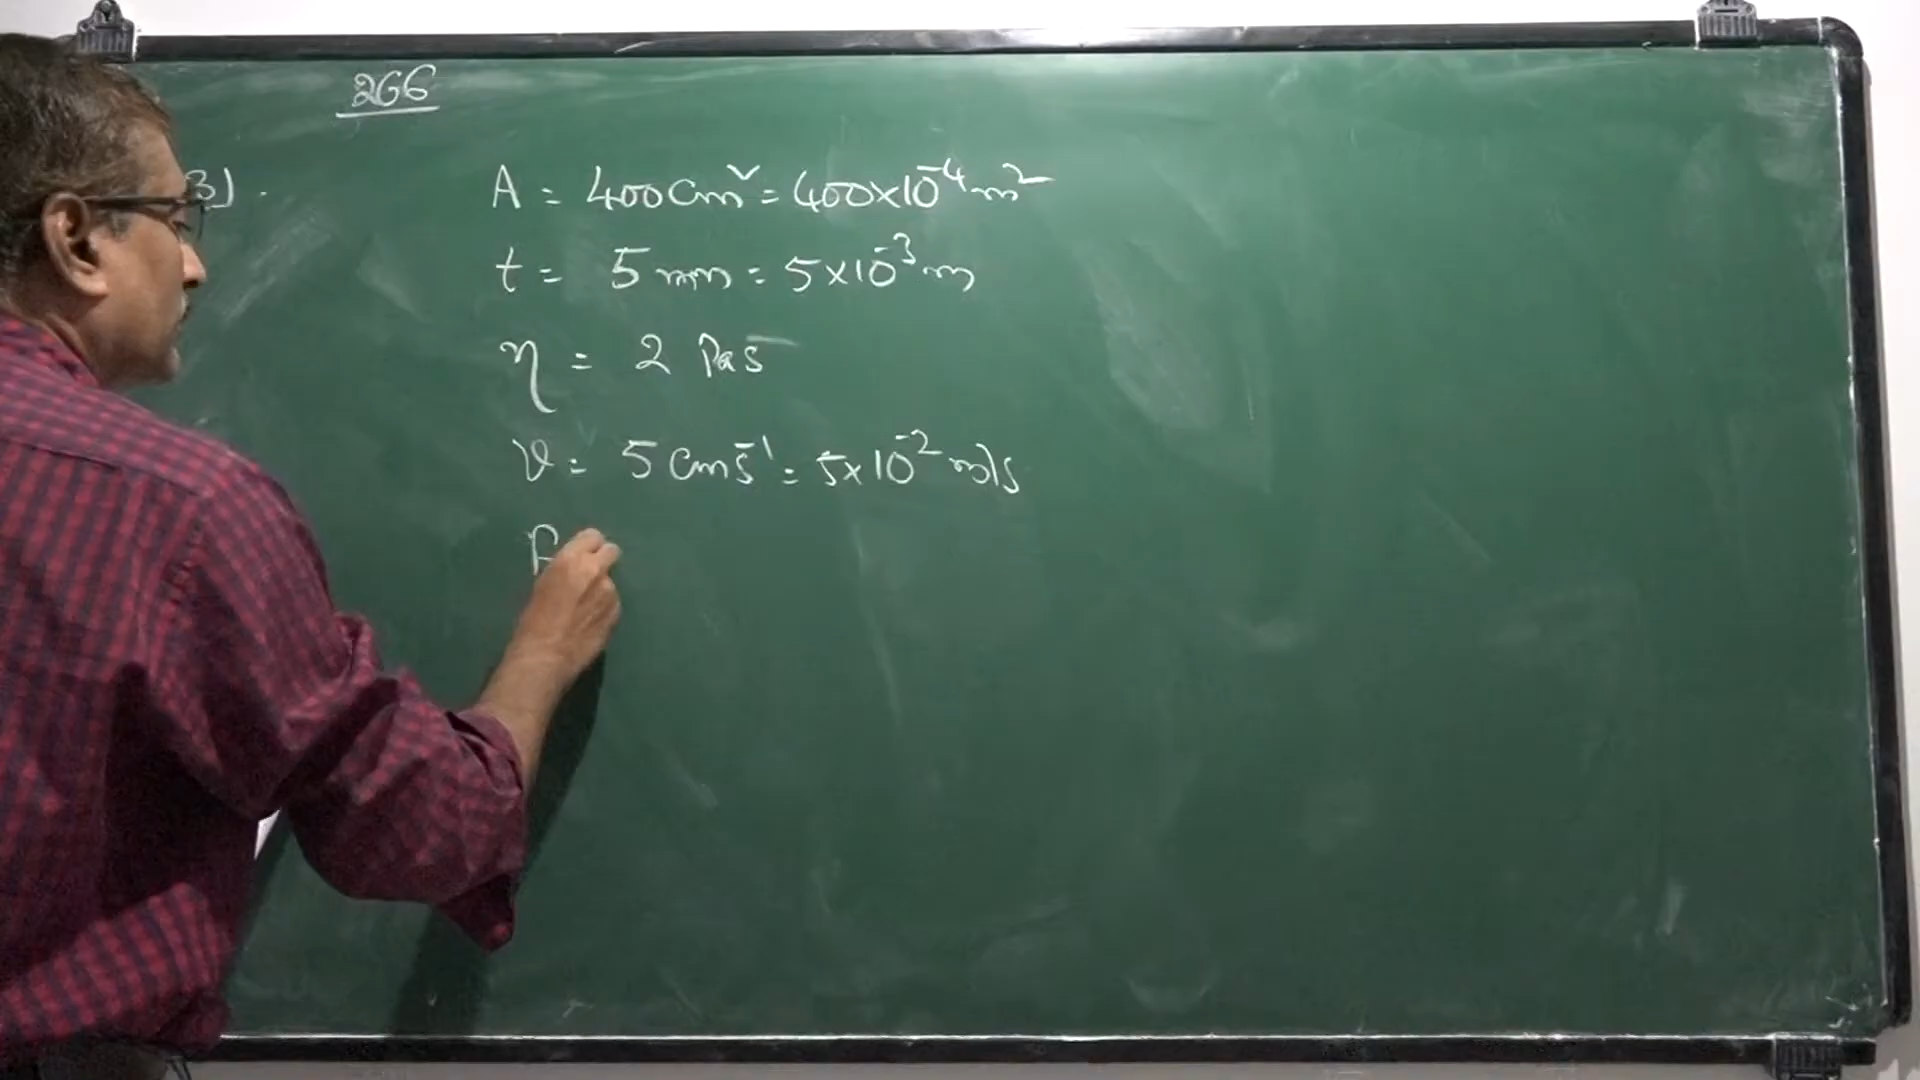 266
3) .
A = 400 cm² = 400×10⁻⁴ m²
t = 5 mm = 5×10⁻³ m
η = 2 Pas
v = 5 cm s⁻¹ = 5×10⁻² m/s
F